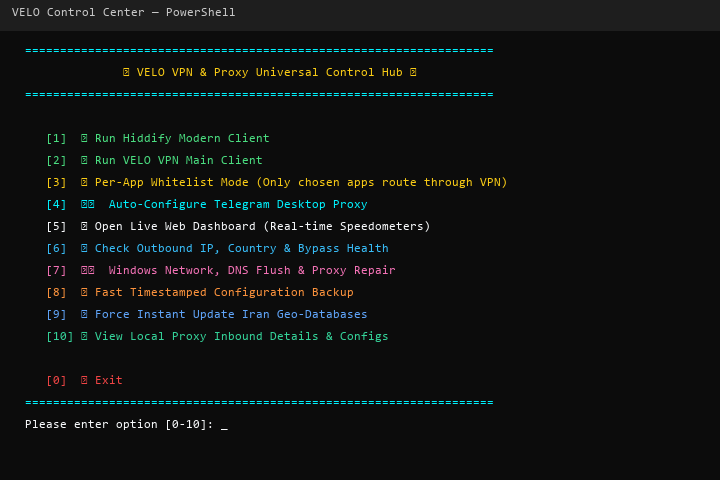 VELO Control Center — PowerShell
===================================================================
VELO VPN & Proxy Universal Control Hub
===================================================================
[1] Run Hiddify Modern Client
[2] Run VELO VPN Main Client
[3] Per-App Whitelist Mode (Only chosen apps route through VPN)
[4] Auto-Configure Telegram Desktop Proxy
[5] Open Live Web Dashboard (Real-time Speedometers)
[6] Check Outbound IP, Country & Bypass Health
[7] Windows Network, DNS Flush & Proxy Repair
[8] Fast Timestamped Configuration Backup
[9] Force Instant Update Iran Geo-Databases
[10] View Local Proxy Inbound Details & Configs
[0] Exit
===================================================================
Please enter option [0-10]: _